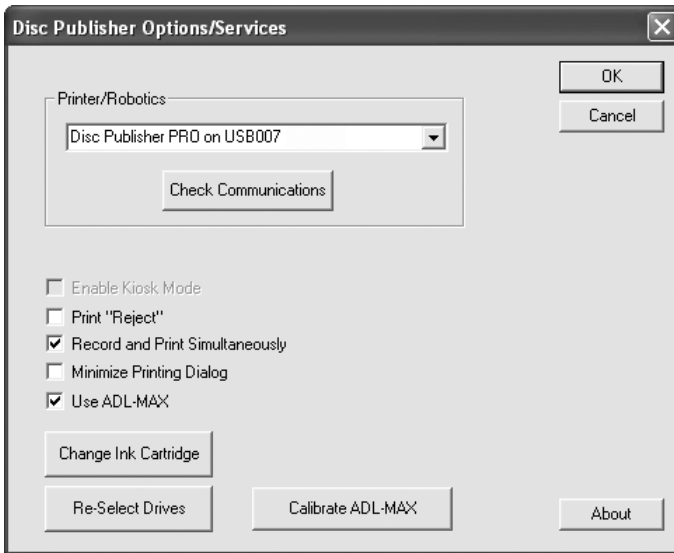 Disc Publisher Options/Services
OK
Printer/Robotics
Cancel
Disc Publisher PRO on USB007
Check Communications
Enable Kiosk Mode
Print "Reject"
Record and Print Simultaneously
Minimize Printing Dialog
Use ADL-MAX
Change Ink Cartridge
Re-Select Drives
Calibrate ADL-MAX
About